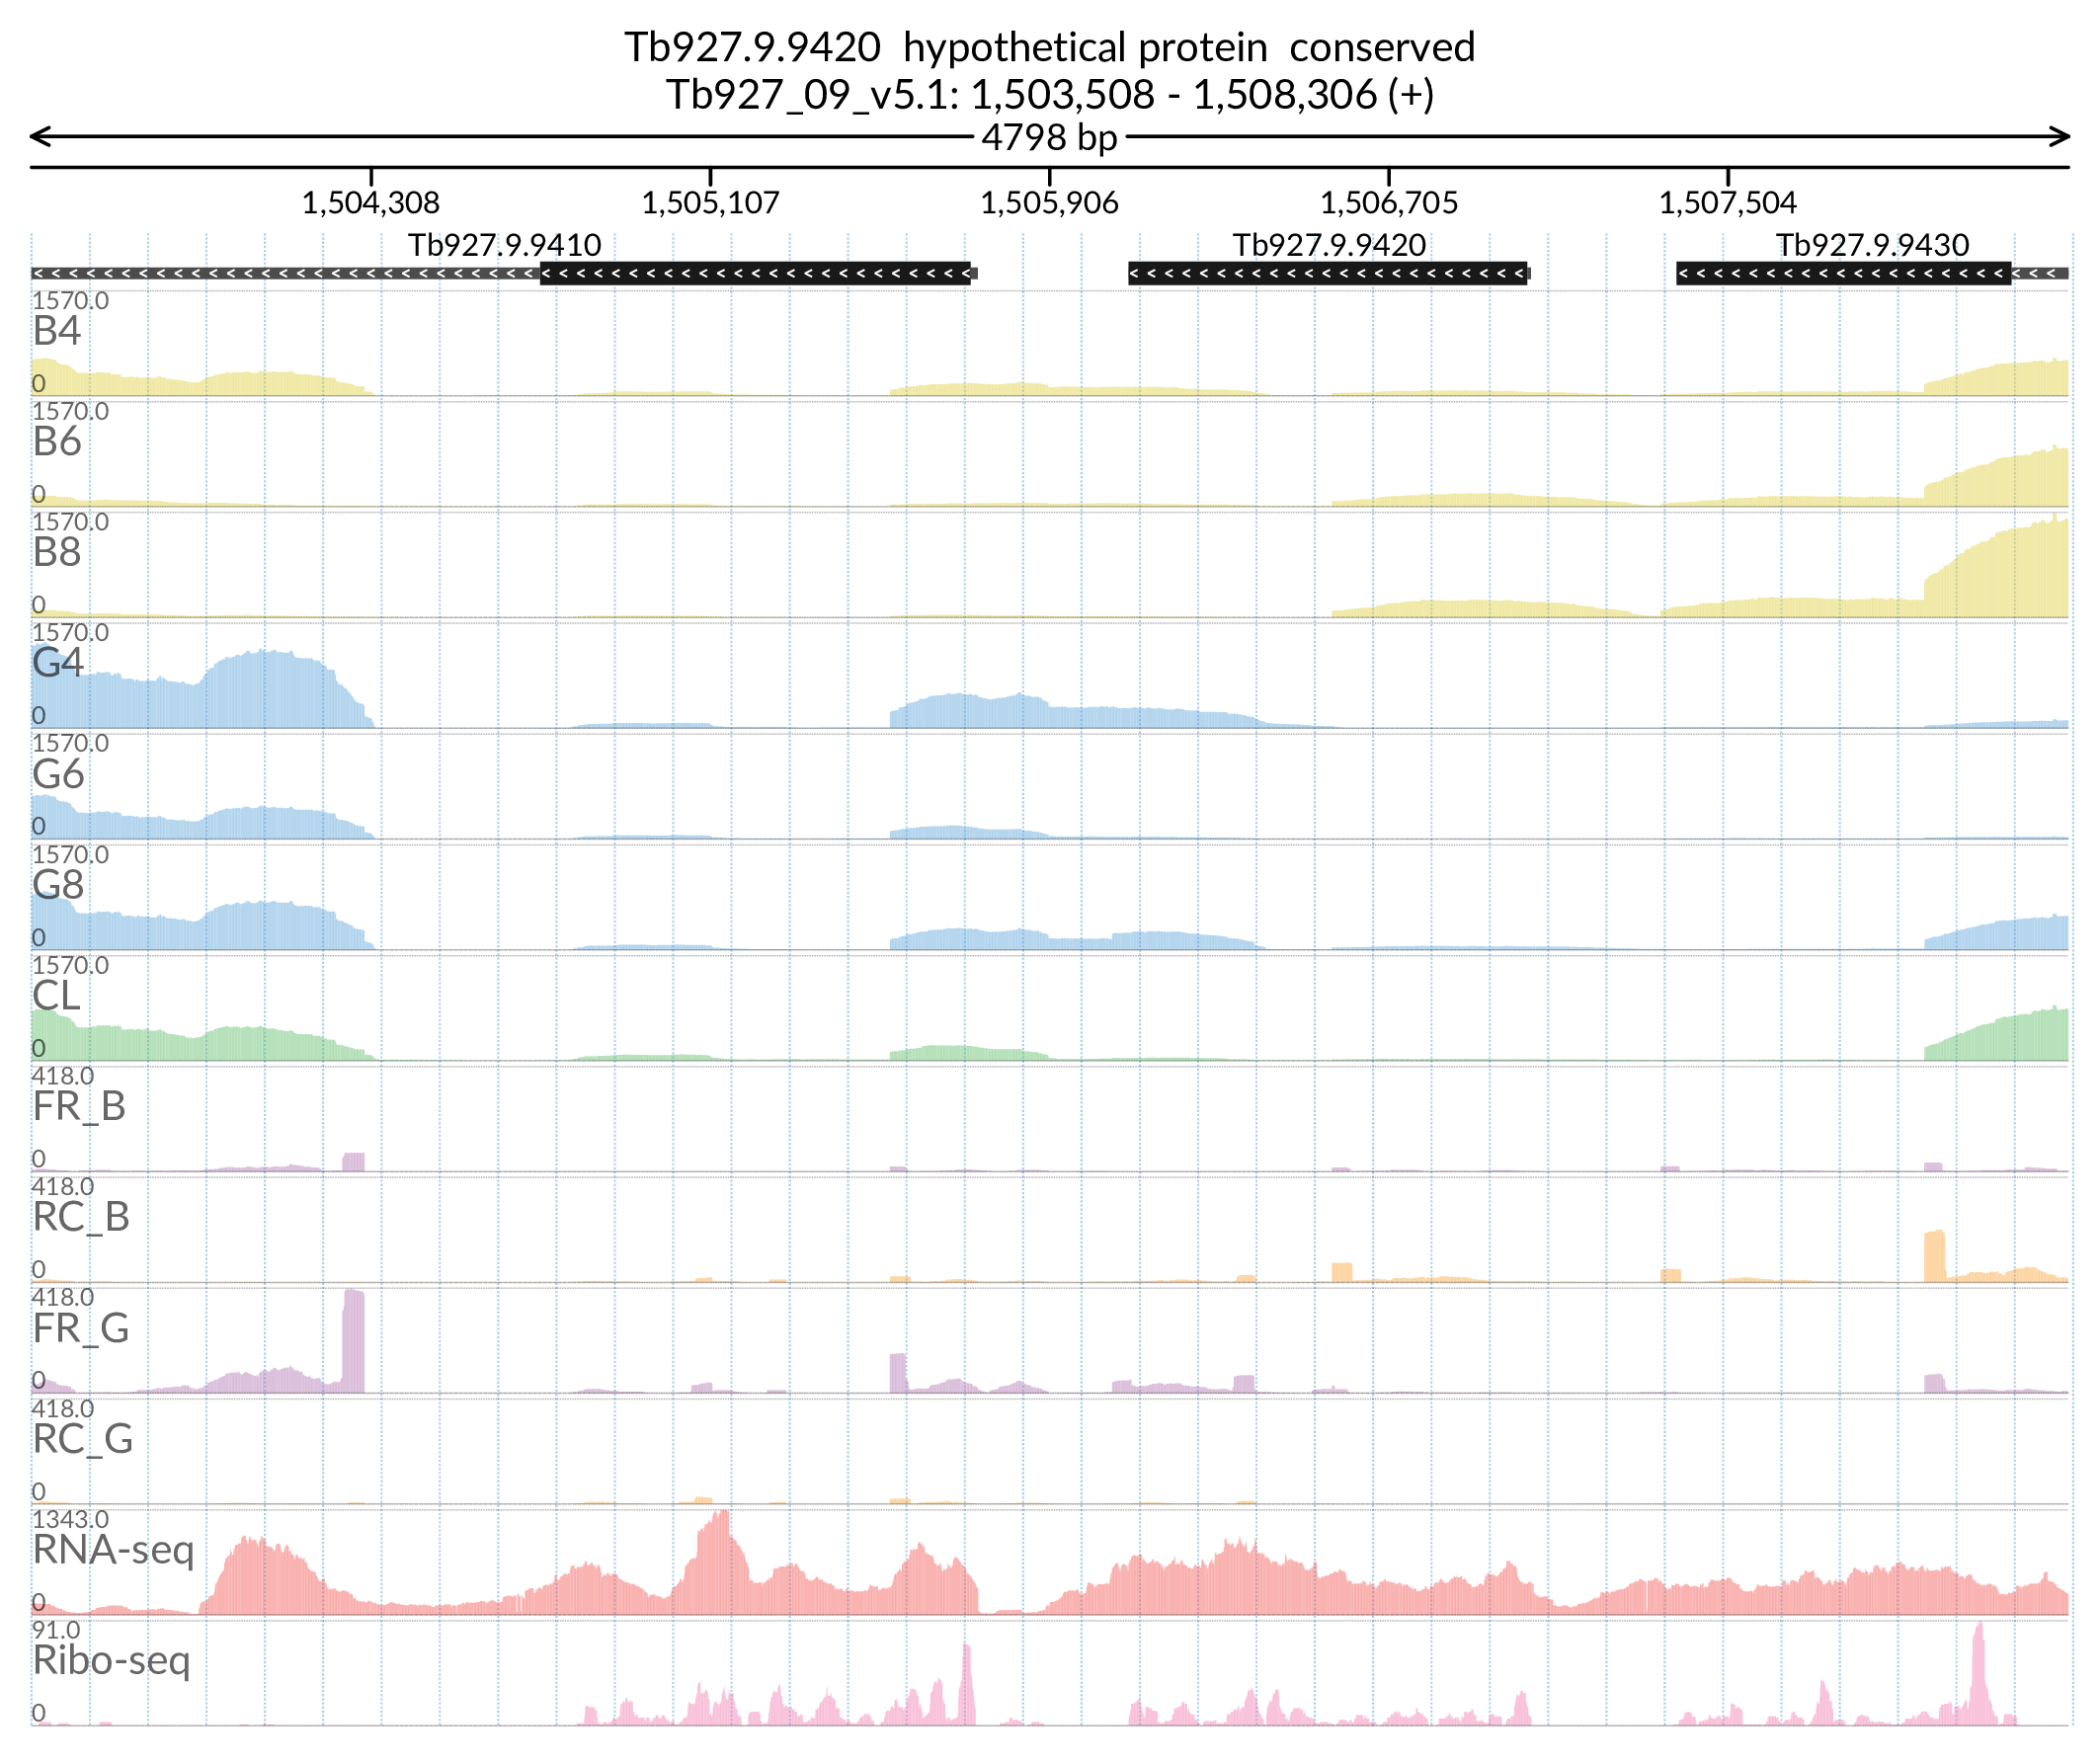 Tb927.9.9420  hypothetical protein  conserved
Tb927_09_v5.1: 1,503,508 - 1,508,306 (+)
4798 bp
1,504,308 1,505,107 1,505,906 1,506,705 1,507,504
Tb927.9.9410 Tb927.9.9420 Tb927.9.9430
1570.0
B4
0
1570.0
B6
0
1570.0
B8
0
1570.0
G4
0
1570.0
G6
0
1570.0
G8
0
1570.0
CL
0
418.0
FR_B
0
418.0
RC_B
0
418.0
FR_G
0
418.0
RC_G
0
1343.0
RNA-seq
0
91.0
Ribo-seq
0